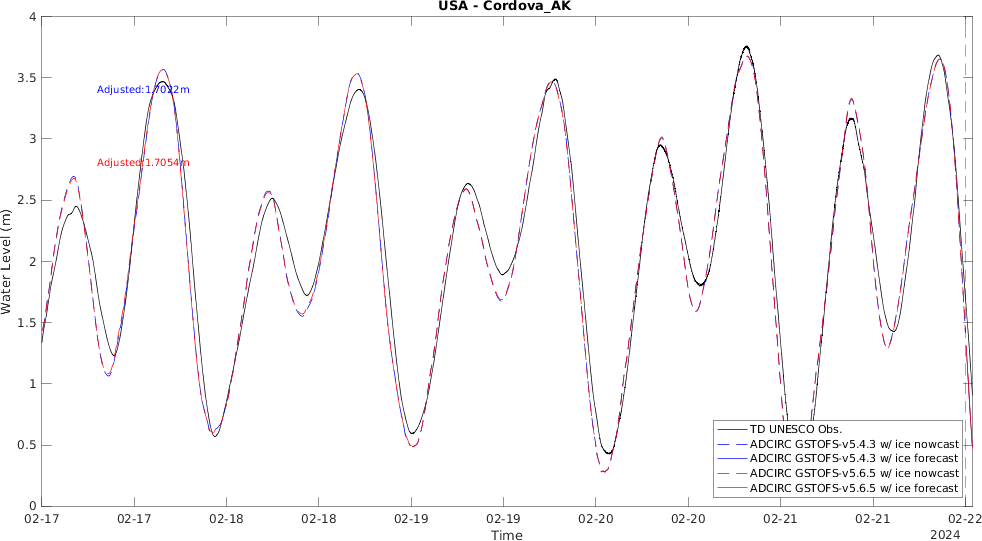 USA - Cordova_AK
4
3.5
3
2.5
2
1.5
1
0.5
0
Water Level (m)
Adjusted:1.7022m
Adjusted:1.7054m
TD UNESCO Obs.
ADCIRC GSTOFS-v5.4.3 w/ ice nowcast
ADCIRC GSTOFS-v5.4.3 w/ ice forecast
ADCIRC GSTOFS-v5.6.5 w/ ice nowcast
ADCIRC GSTOFS-v5.6.5 w/ ice forecast
02-17 02-17 02-18 02-18 02-19 02-19 02-20 02-20 02-21 02-21 02-22
Time
2024